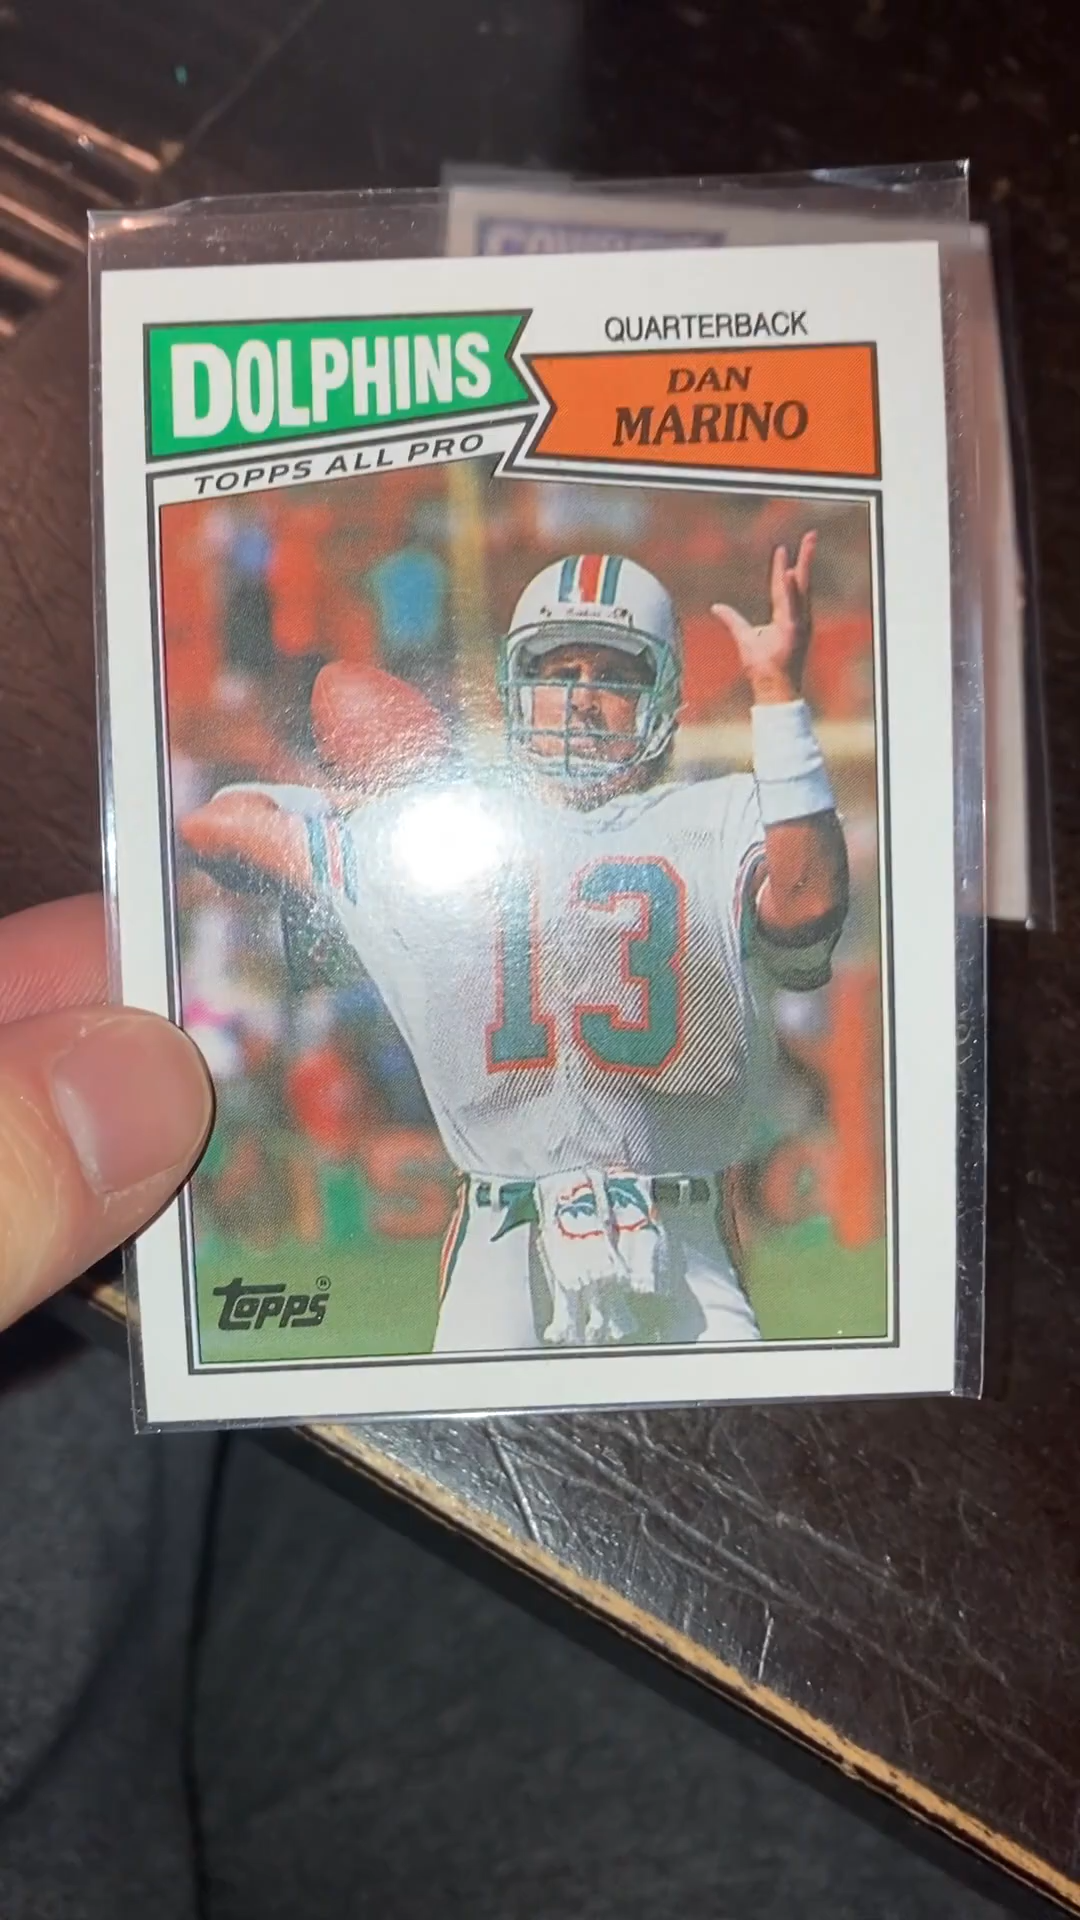 DOLPHINS
QUARTERBACK
DAN
MARINO
TOPPS ALL PRO
13
TOPPS®